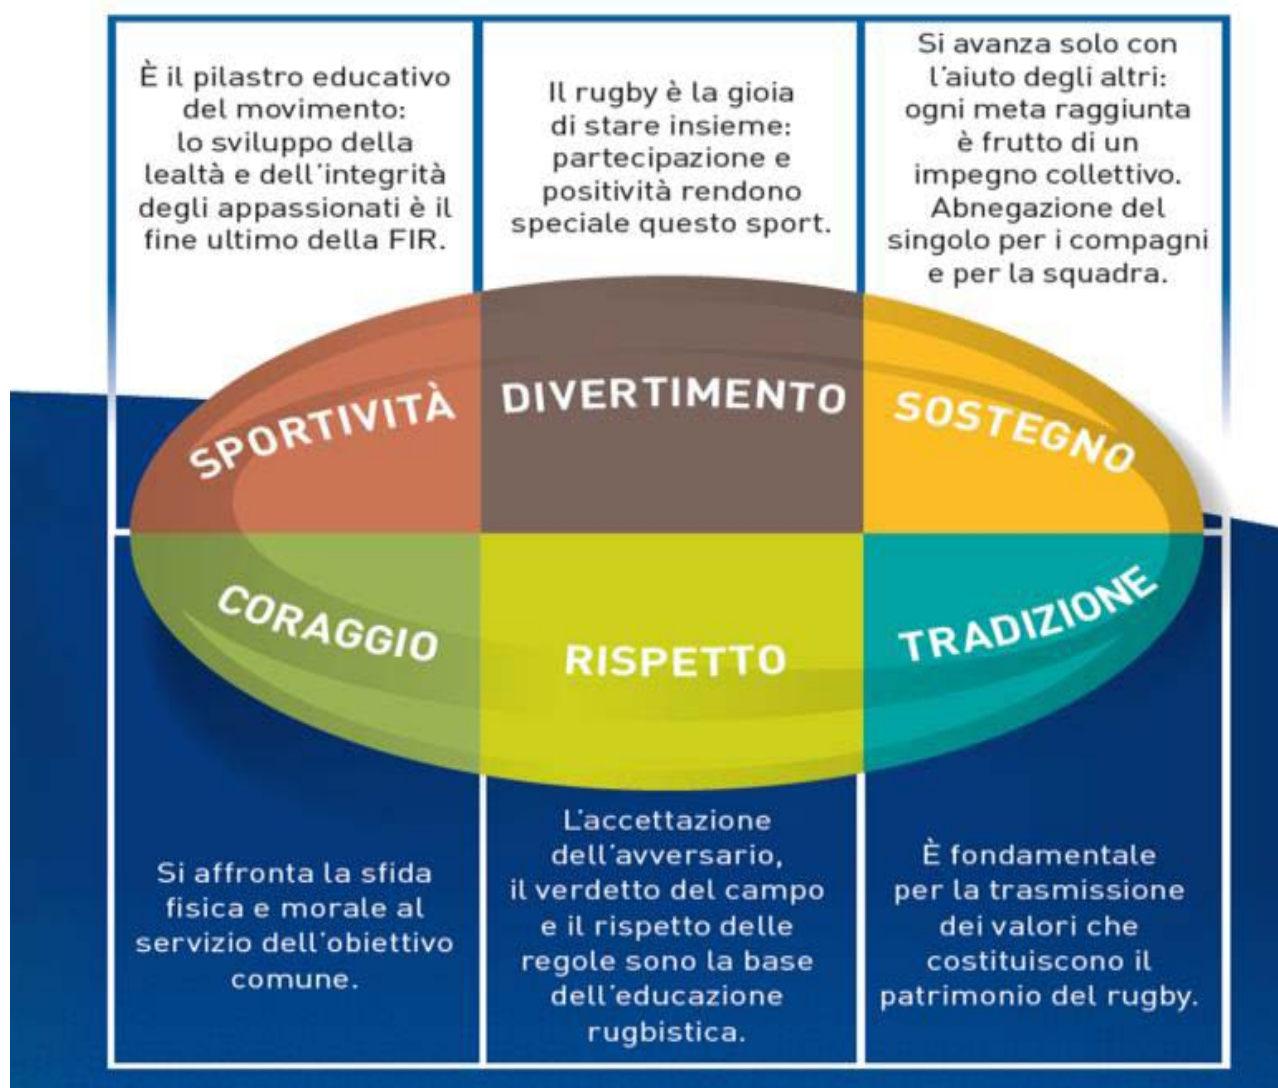 È il pilastro educativo
del movimento:
lo sviluppo della
lealtà e dell'integrità
degli appassionati è il
fine ultimo della FIR.
Il rugby è la gioia
di stare insieme:
partecipazione e
positività rendono
speciale questo sport.
Si avanza solo con
l'aiuto degli altri:
ogni meta raggiunta
è frutto di un
impegno collettivo.
Abnegazione del
singolo per i compagni
e per la squadra.
SPORTIVITÀ
DIVERTIMENTO
SOSTEGNO
CORAGGIO
RISPETTO
TRADIZIONE
Si affronta la sfida
fisica e morale al
servizio dell'obiettivo
comune.
L'accettazione
dell'avversario,
il verdetto del campo
e il rispetto delle
regole sono la base
dell'educazione
rugbistica.
È fondamentale
per la trasmissione
dei valori che
costituiscono il
patrimonio del rugby.